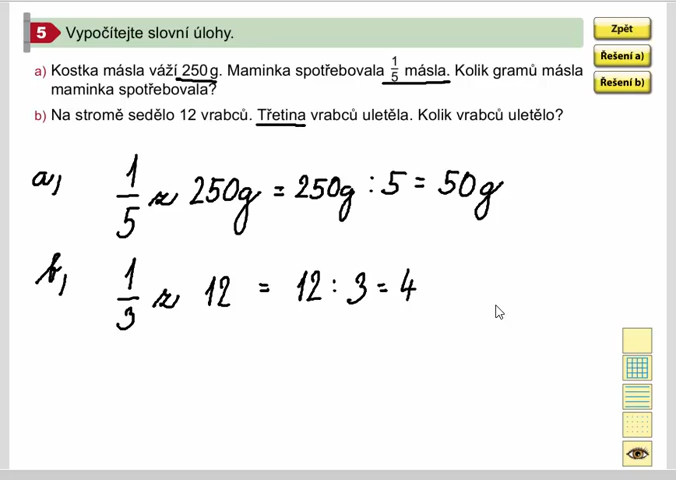 5 Vypočítejte slovní úlohy.
Zpět
Řešení a)
Řešení b)
a) Kostka másla váží 250 g. Maminka spotřebovala 1/5 másla. Kolik gramů másla
maminka spotřebovala?
b) Na stromě sedělo 12 vrabců. Třetina vrabců uletěla. Kolik vrabců uletělo?
a, 1/5 z 250g = 250g : 5 = 50g
b, 1/3 z 12 = 12 : 3 = 4